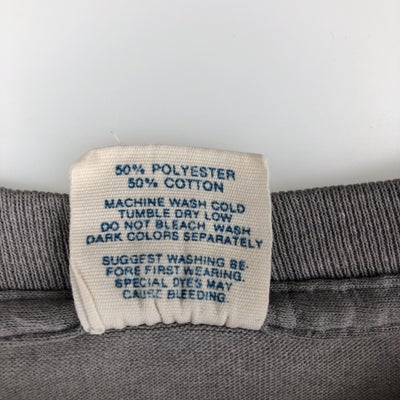 50% POLYESTER
50% COTTON
MACHINE WASH COLD
TUMBLE DRY LOW
DO NOT BLEACH. WASH
DARK COLORS SEPARATELY
SUGGEST WASHING BE-
FORE FIRST WEARING.
SPECIAL DYES MAY
CAUSE BLEEDING.